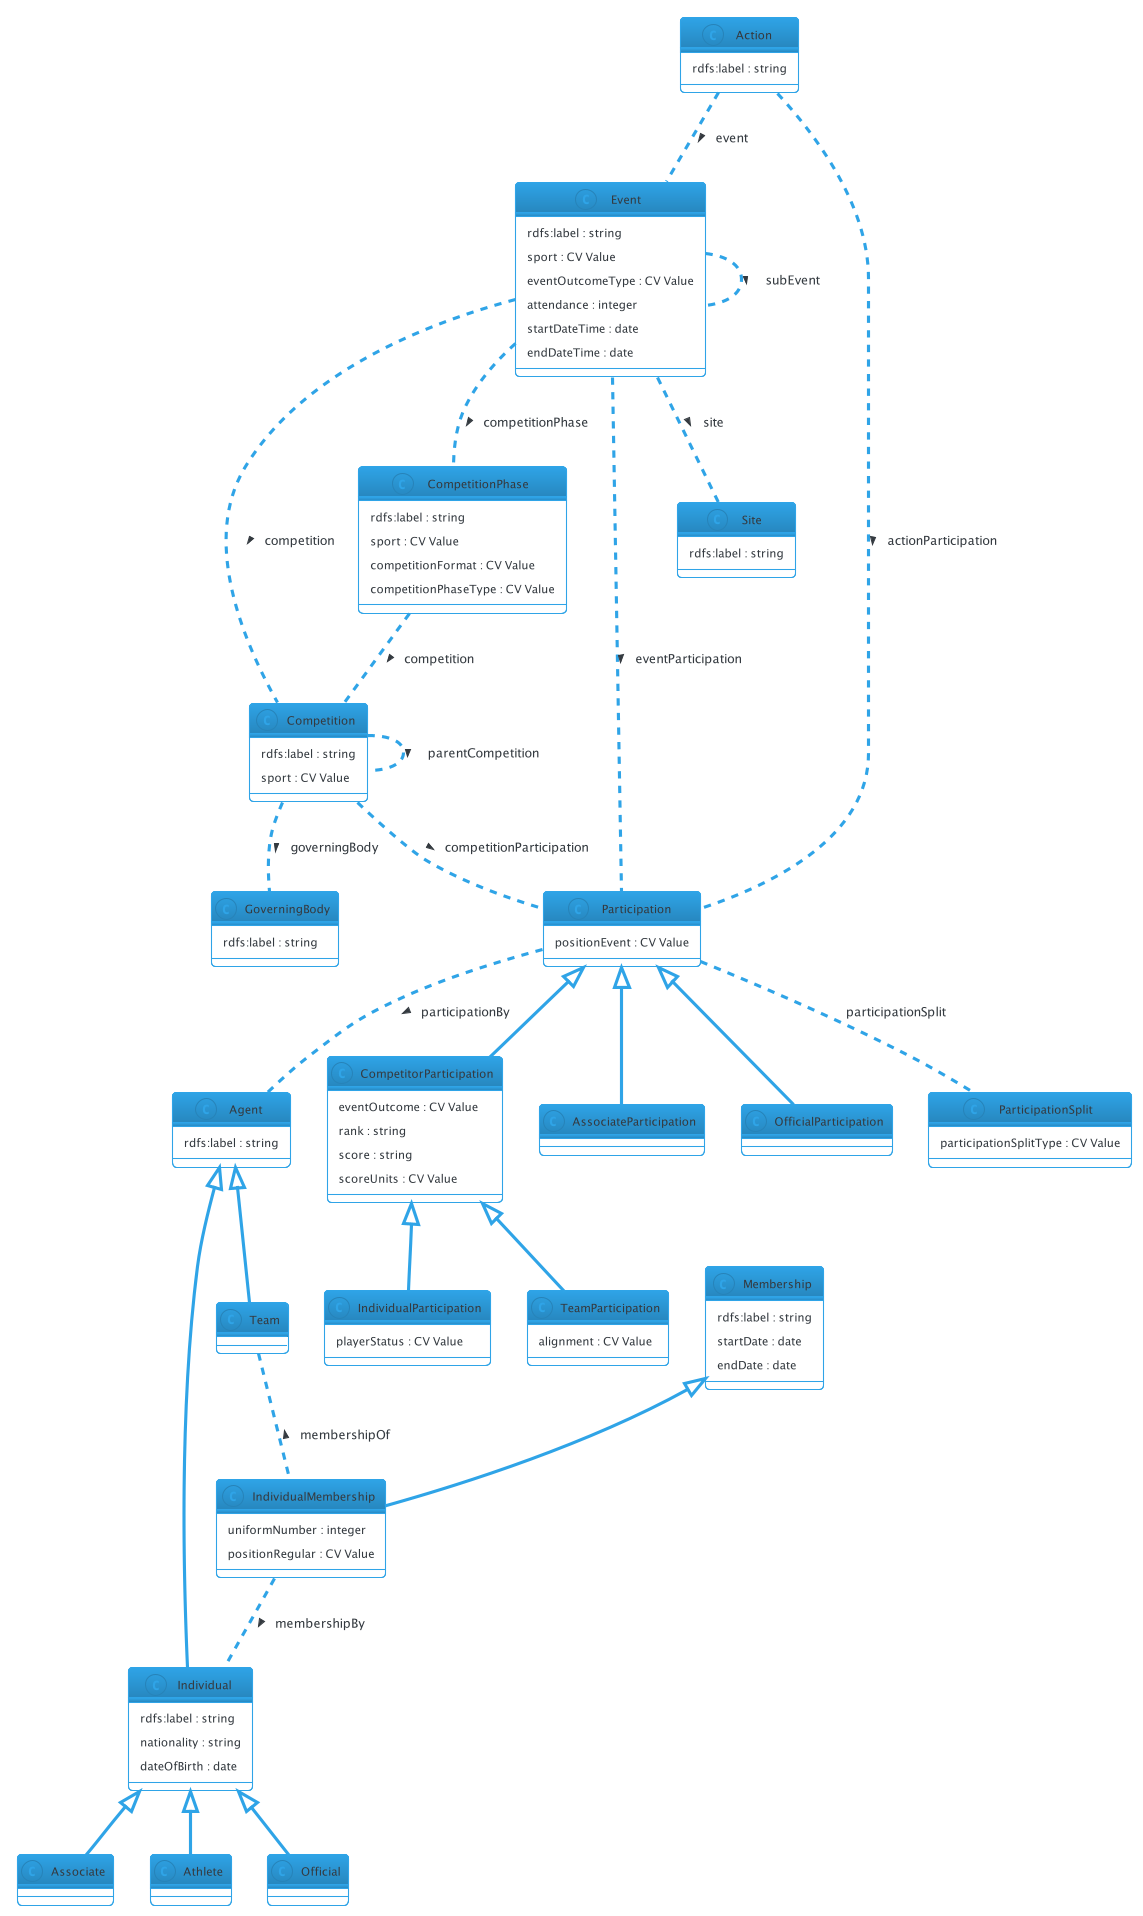 C Action
rdfs:label : string
event
C Event
rdfs:label : string
sport : CV Value
eventOutcomeType : CV Value
attendance : integer
startDateTime : date
endDateTime : date
subEvent
competitionPhase
site
C CompetitionPhase
rdfs:label : string
sport : CV Value
competitionFormat : CV Value
competitionPhaseType : CV Value
C Site
rdfs:label : string
competition
actionParticipation
competition
eventParticipation
C Competition
rdfs:label : string
sport : CV Value
parentCompetition
governingBody
competitionParticipation
C GoverningBody
rdfs:label : string
C Participation
positionEvent : CV Value
participationBy
participationSplit
C Agent
rdfs:label : string
C CompetitorParticipation
eventOutcome : CV Value
rank : string
score : string
scoreUnits : CV Value
C AssociateParticipation
C OfficialParticipation
C ParticipationSplit
participationSplitType : CV Value
C Team
C IndividualParticipation
playerStatus : CV Value
C TeamParticipation
alignment : CV Value
C Membership
rdfs:label : string
startDate : date
endDate : date
membershipOf
C IndividualMembership
uniformNumber : integer
positionRegular : CV Value
membershipBy
C Individual
rdfs:label : string
nationality : string
dateOfBirth : date
C Associate
C Athlete
C Official